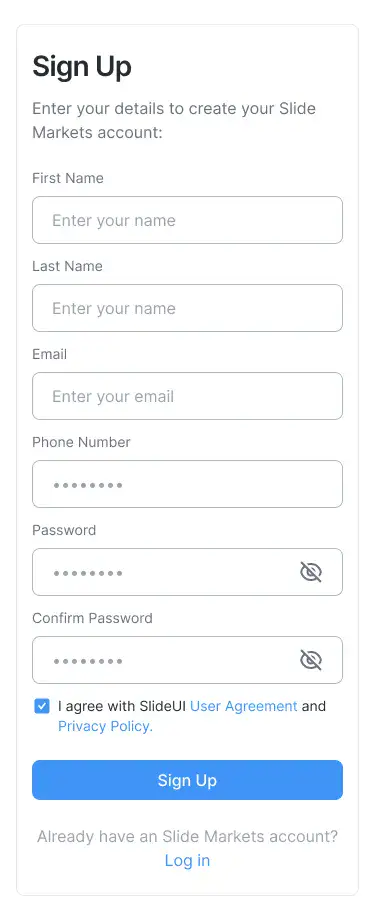 Sign Up
Enter your details to create your Slide
Markets account:
First Name
Enter your name
Last Name
Enter your name
Email
Enter your email
Phone Number
••••••••
Password
••••••••
Confirm Password
••••••••
I agree with SlideUI User Agreement and
Privacy Policy.
Sign Up
Already have an Slide Markets account?
Log in